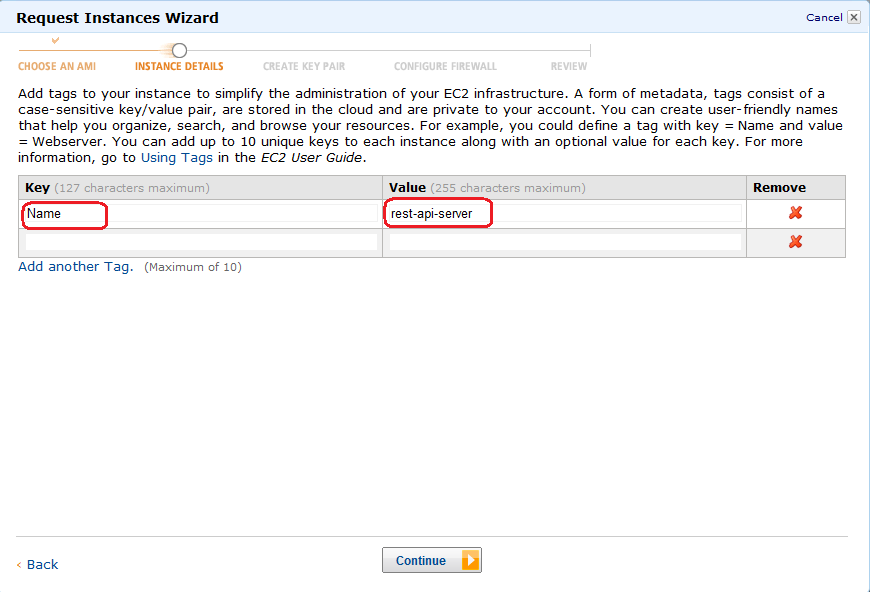 Request Instances Wizard
Cancel
CHOOSE AN AMI INSTANCE DETAILS CREATE KEY PAIR CONFIGURE FIREWALL REVIEW
Add tags to your instance to simplify the administration of your EC2 infrastructure. A form of metadata, tags consist of a
case-sensitive key/value pair, are stored in the cloud and are private to your account. You can create user-friendly names
that help you organize, search, and browse your resources. For example, you could define a tag with key = Name and value
= Webserver. You can add up to 10 unique keys to each instance along with an optional value for each key. For more
information, go to Using Tags in the EC2 User Guide.
Key (127 characters maximum) Value (255 characters maximum) Remove
Name rest-api-server
Add another Tag. (Maximum of 10)
< Back Continue